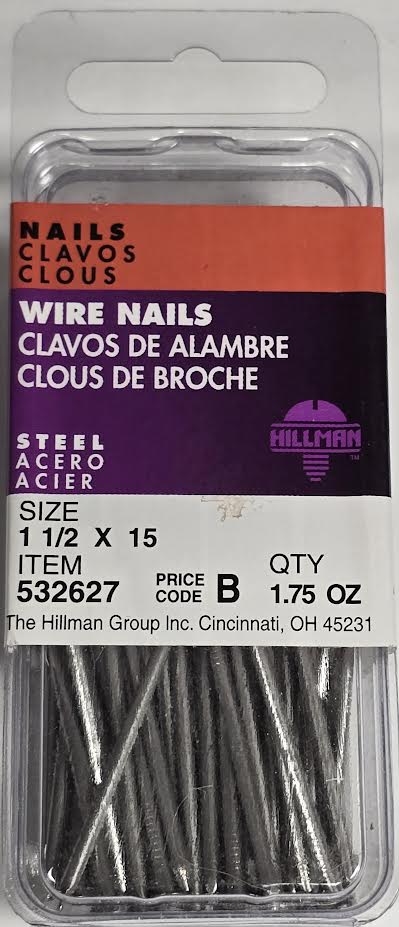 NAILS
CLAVOS
CLOUS
WIRE NAILS
CLAVOS DE ALAMBRE
CLOUS DE BROCHE
STEEL
ACERO
ACIER
HILLMAN
TM
SIZE
1 1/2 X 15
ITEM
532627
PRICE
CODE B
QTY
1.75 OZ
The Hillman Group Inc. Cincinnati, OH 45231